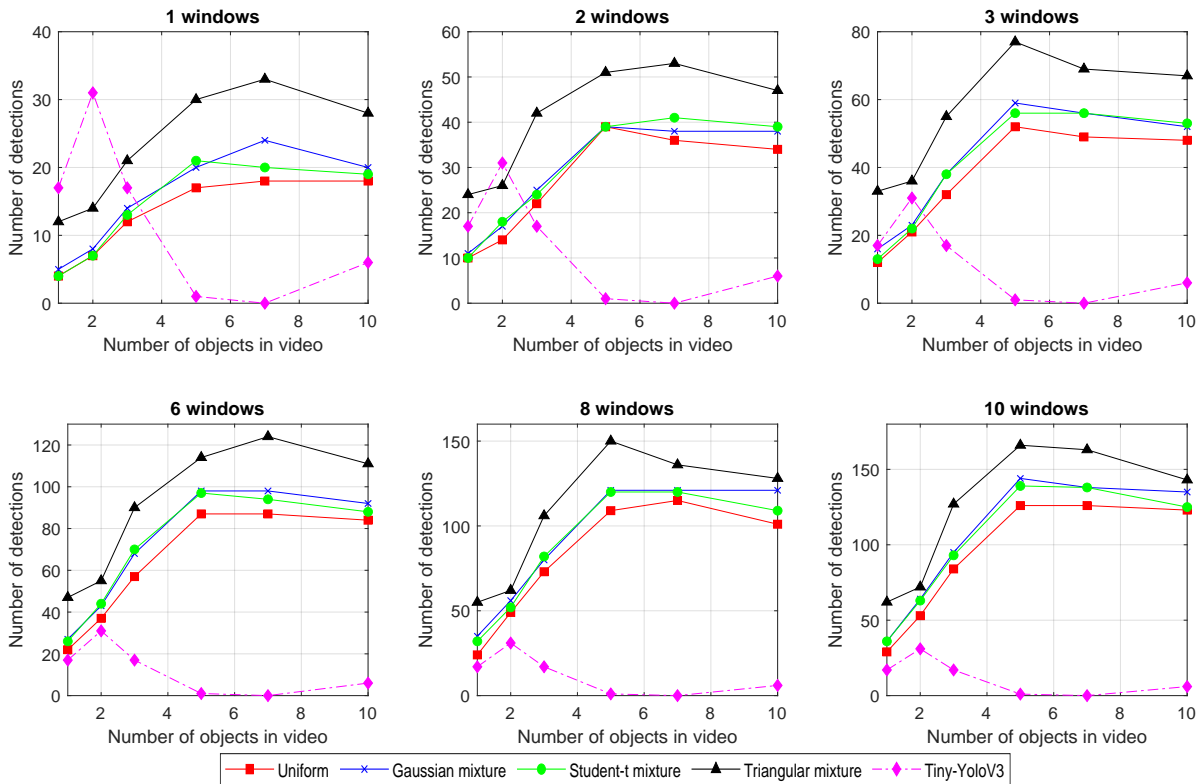 1 windows
2 windows
3 windows
40
30
20
10
0
Number of detections
2 4 6 8 10
Number of objects in video
60
50
40
30
20
10
0
Number of detections
2 4 6 8 10
Number of objects in video
80
60
40
20
0
Number of detections
2 4 6 8 10
Number of objects in video
6 windows
8 windows
10 windows
120
100
80
60
40
20
0
Number of detections
2 4 6 8 10
Number of objects in video
150
100
50
0
Number of detections
2 4 6 8 10
Number of objects in video
150
100
50
0
Number of detections
2 4 6 8 10
Number of objects in video
Uniform Gaussian mixture Student-t mixture Triangular mixture Tiny-YoloV3